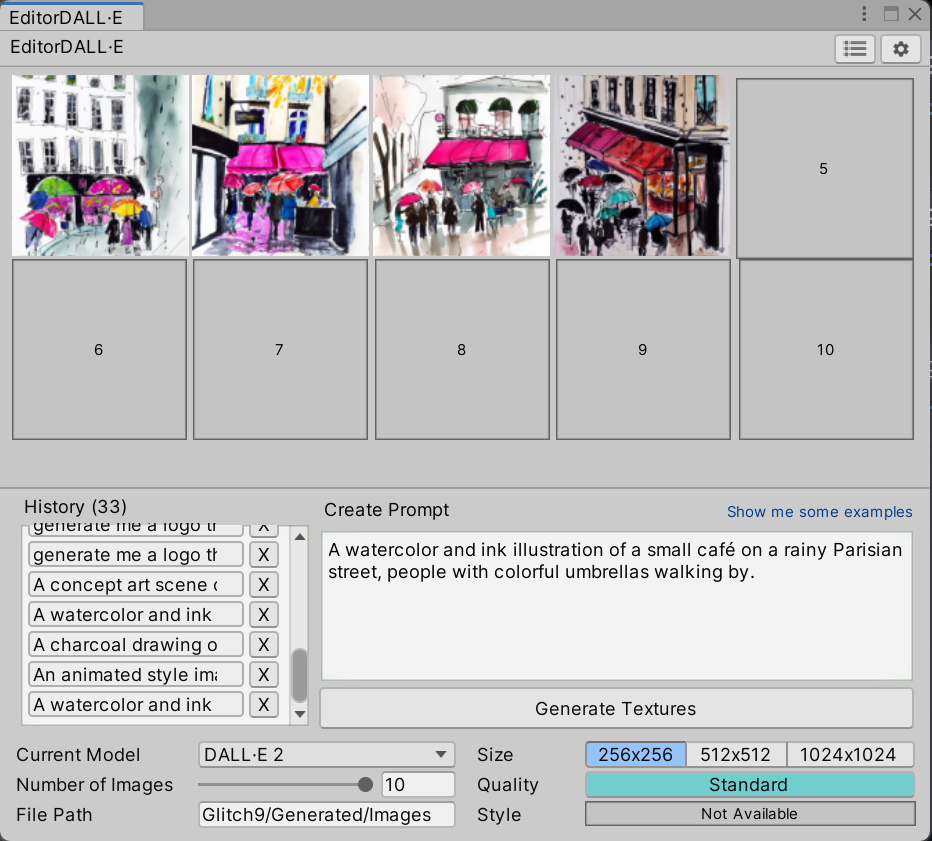 EditorDALL·E
EditorDALL·E
5
6
7
8
9
10
History (33)
generate me a logo
generate me a logo
X
A concept art scene
X
A watercolor and ink
X
A charcoal drawing
X
An animated style
X
A watercolor and ink
X
Create Prompt
Show me some examples
A watercolor and ink illustration of a small café on a rainy Parisian
street, people with colorful umbrellas walking by.
Generate Textures
Current Model
DALL·E 2
Number of Images
10
File Path
Glitch9/Generated/Images
Size
256x256 512x512 1024x1024
Quality
Standard
Style
Not Available